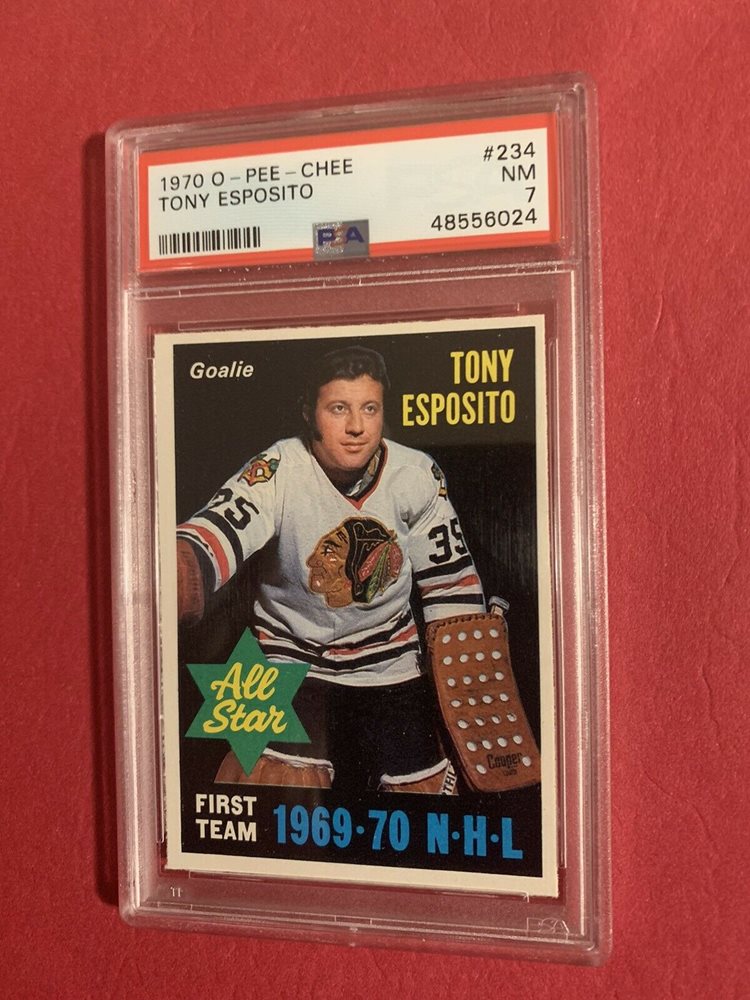 1970 O-PEE-CHEE
TONY ESPOSITO
#234
NM
7
48556024
PSA
Goalie
TONY
ESPOSITO
35
35
All
Star
Cooper
FIRST
TEAM
1969·70 N·H·L